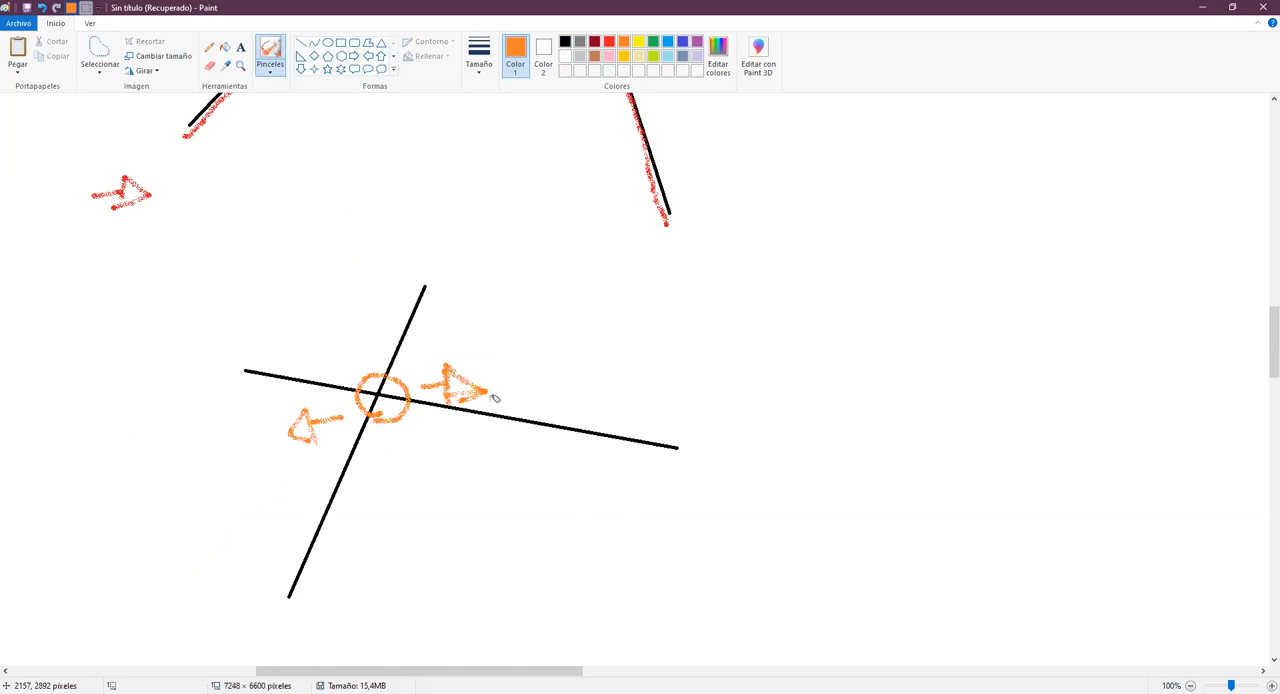 Sin título (Recuperado) - Paint
Archivo Inicio Ver
Pegar
Cortar
Copiar
Portapapeles
Seleccionar
Recortar
Cambiar tamaño
Girar
Imagen
A
Herramientas
Pinceles
Contorno
Rellenar
Formas
Tamaño
Color
1
Color
2
Editar
colores
Colores
Editar con
Paint 3D
2157, 2892 píxeles
7248 × 6600 píxeles
Tamaño: 15,4MB
100%